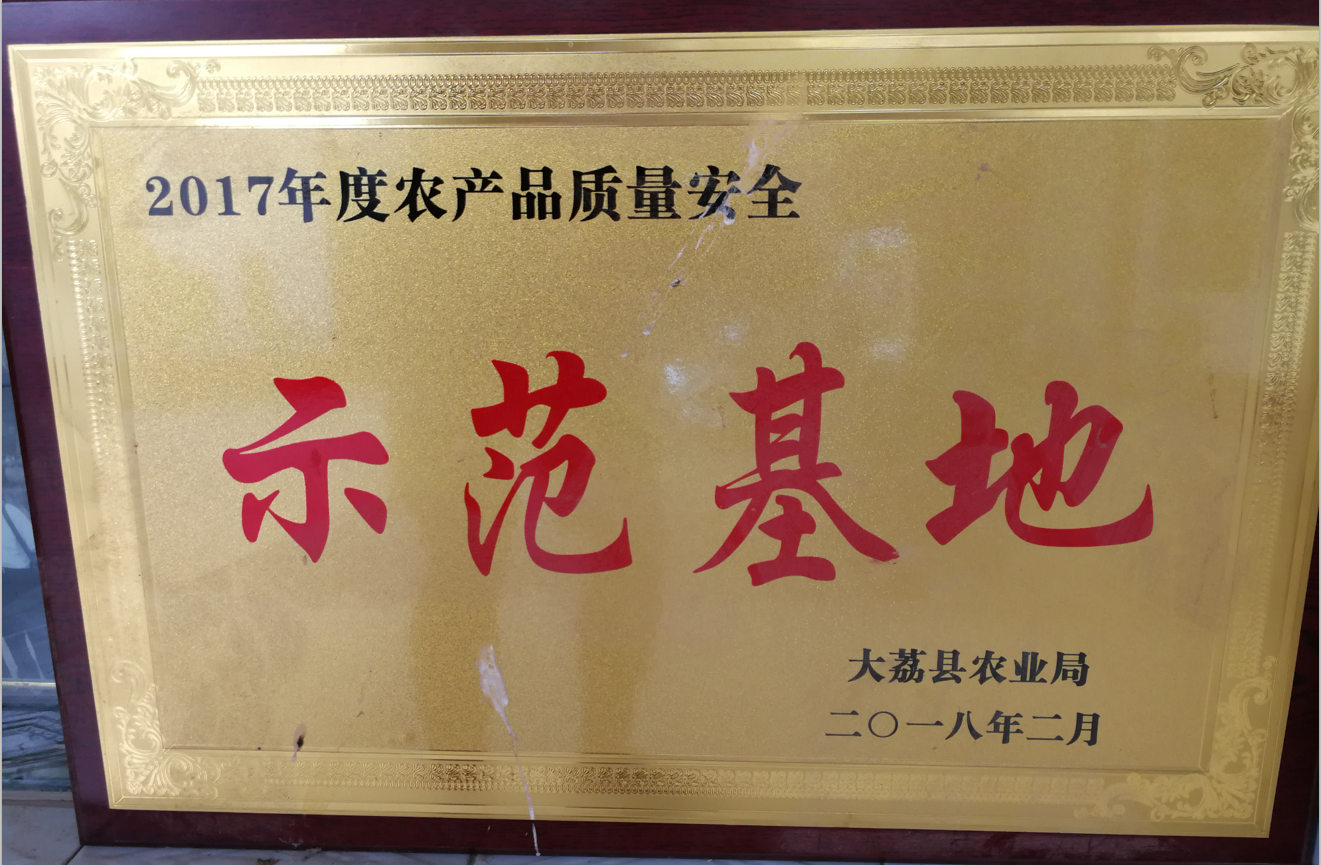 2017年度农产品质量安全
示范基地
大荔县农业局
二〇一八年二月